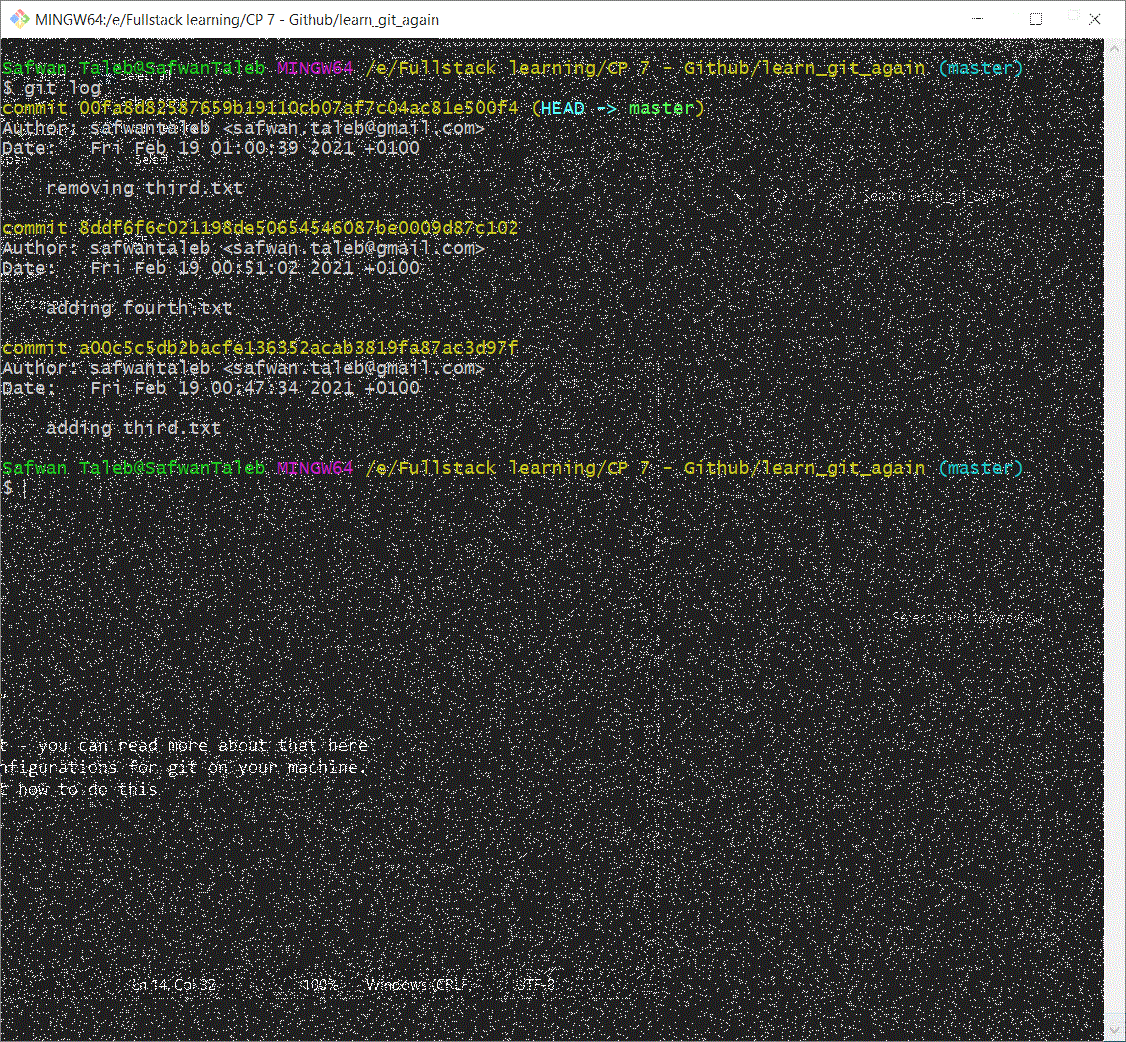 MINGW64:/e/Fullstack learning/CP 7 - Github/learn_git_again
Safwan Taleb@SafwanTaleb MINGW64 /e/Fullstack learning/CP 7 - Github/learn_git_again (master)
$ git log
commit 00fa8d82387659b19110cb07af7c04ac81e500f4 (HEAD -> master)
Author: safwantaleb <safwan.taleb@gmail.com>
Date:   Fri Feb 19 01:00:39 2021 +0100
removing third.txt
commit 8ddf6f6c021198de50654546087be0009d87c102
Author: safwantaleb <safwan.taleb@gmail.com>
Date:   Fri Feb 19 00:51:02 2021 +0100
adding fourth.txt
commit a00c5c5db2bacfe136352acab3819fa87ac3d97f
Author: safwantaleb <safwan.taleb@gmail.com>
Date:   Fri Feb 19 00:47:34 2021 +0100
adding third.txt
Safwan Taleb@SafwanTaleb MINGW64 /e/Fullstack learning/CP 7 - Github/learn_git_again (master)
$
- you can read more about that here
nfigurations for git on your machine.
how to do this
Ln 14, Col 32 100% Windows (CRLF) UTF-8